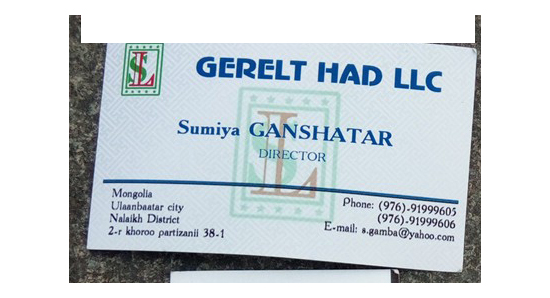 GERELT HAD LLC
Sumiya GANSHATAR
DIRECTOR
Mongolia
Ulaanbaatar city
Nalaikh District
2-r khoroo partizanii 38-1
Phone: (976)-91999605
(976)-91999606
E-mail: s.gamba@yahoo.com